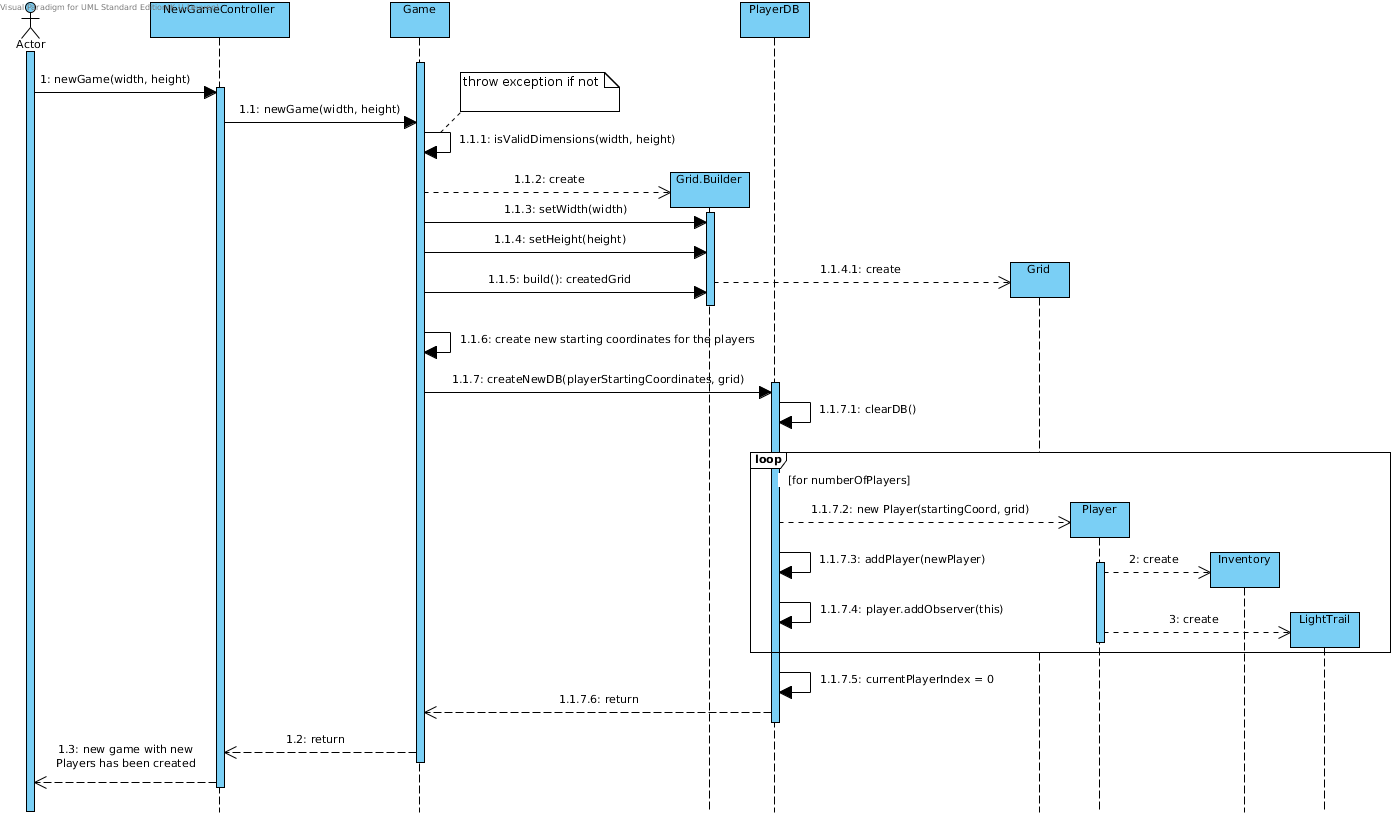 Visual Paradigm for UML Standard Edition
NewGameController
Game
PlayerDB
Actor
1: newGame(width, height)
throw exception if not
1.1: newGame(width, height)
1.1.1: isValidDimensions(width, height)
1.1.2: create
Grid.Builder
1.1.3: setWidth(width)
1.1.4: setHeight(height)
1.1.4.1: create
Grid
1.1.5: build(): createdGrid
1.1.6: create new starting coordinates for the players
1.1.7: createNewDB(playerStartingCoordinates, grid)
1.1.7.1: clearDB()
loop
[for numberOfPlayers]
1.1.7.2: new Player(startingCoord, grid)
Player
1.1.7.3: addPlayer(newPlayer)
2: create
Inventory
1.1.7.4: player.addObserver(this)
3: create
LightTrail
1.1.7.5: currentPlayerIndex = 0
1.1.7.6: return
1.2: return
1.3: new game with new
Players has been created